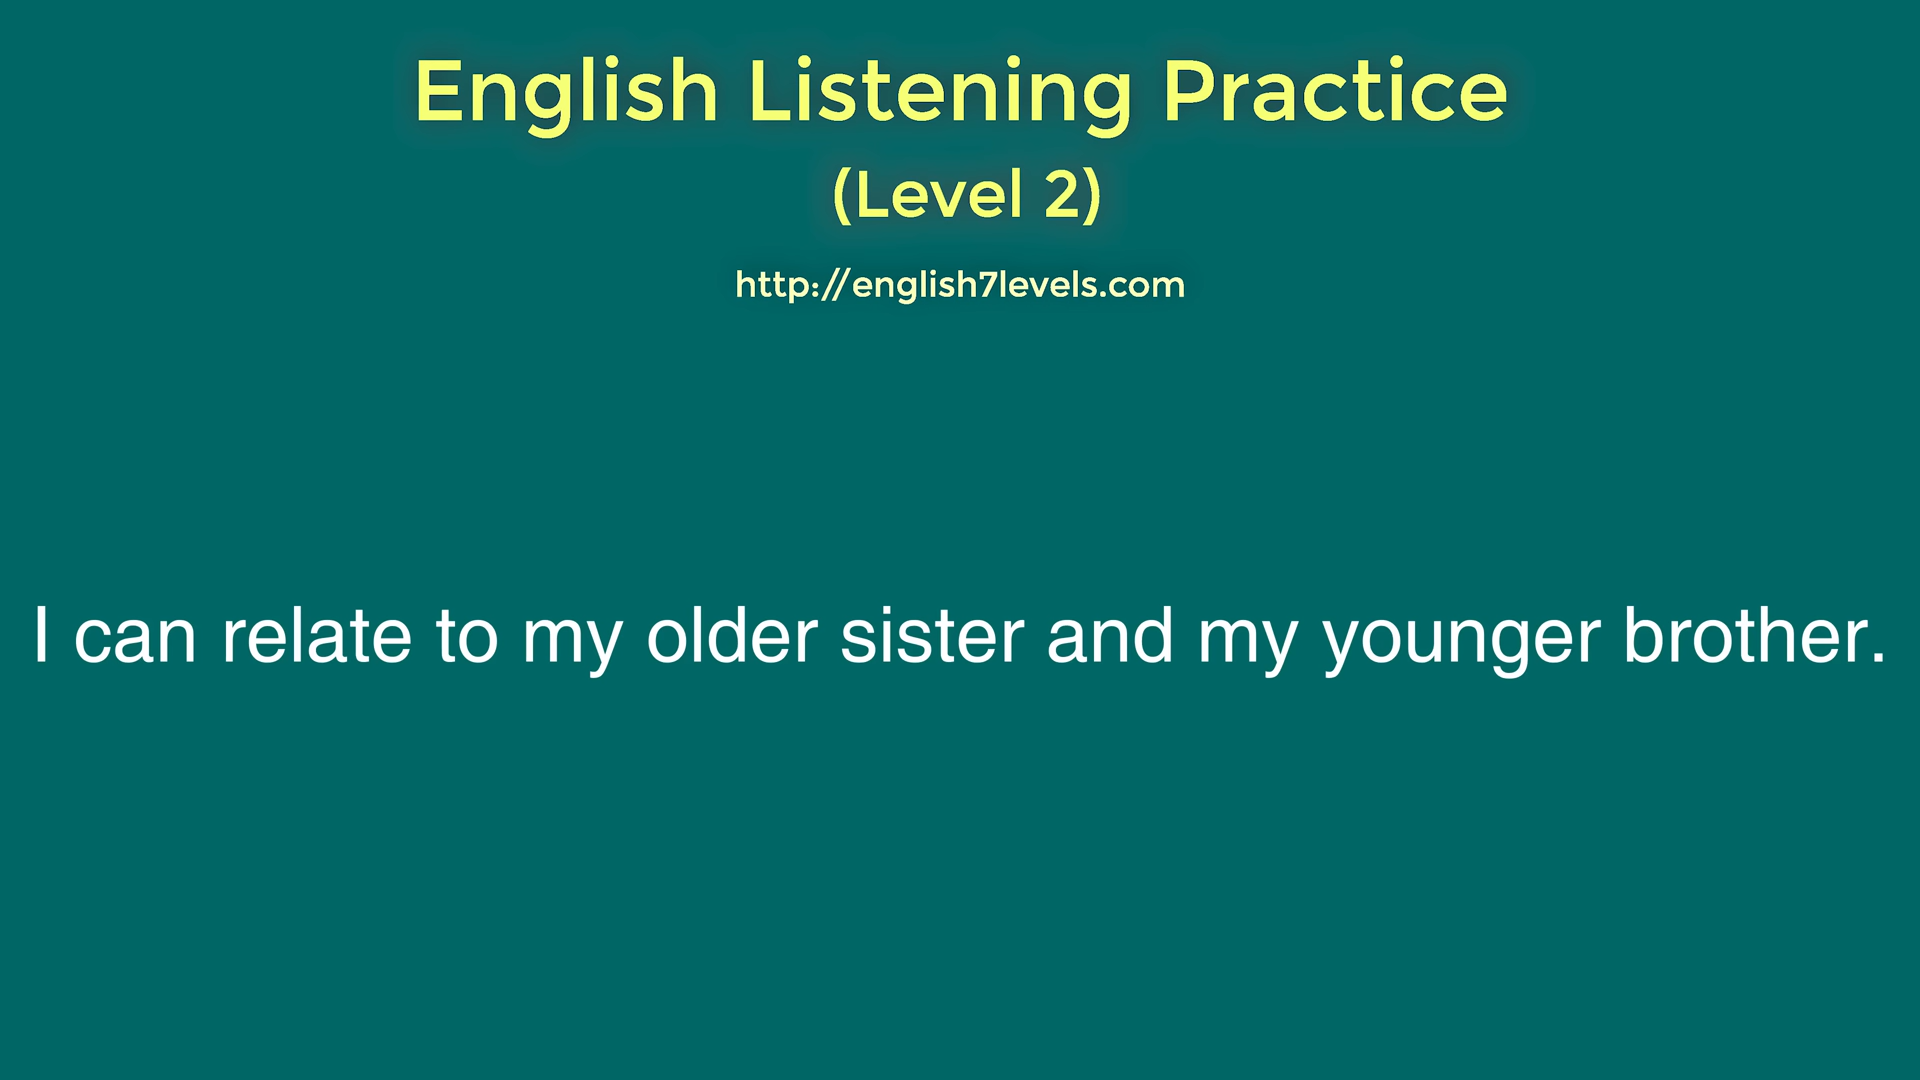 English Listening Practice
(Level 2)
http://english7levels.com
I can relate to my older sister and my younger brother.